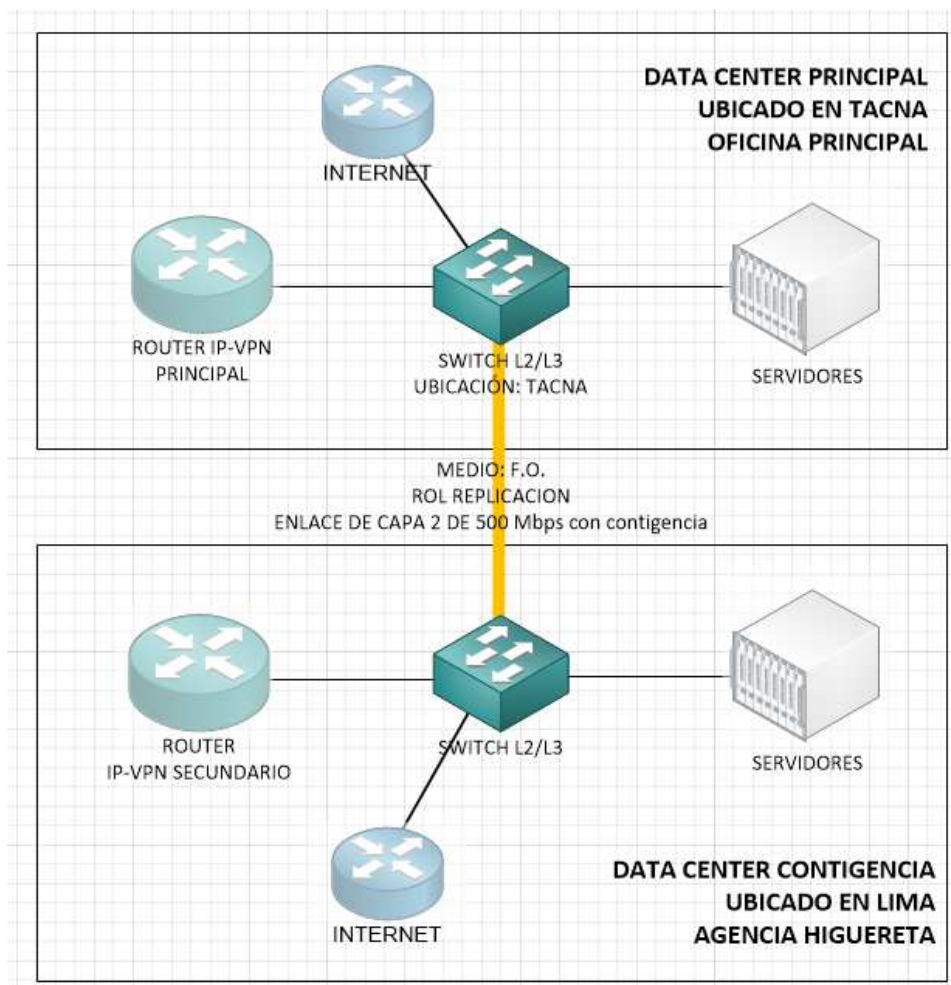 DATA CENTER PRINCIPAL
UBICADO EN TACNA
OFICINA PRINCIPAL
INTERNET
ROUTER IP-VPN
PRINCIPAL
SWITCH L2/L3
UBICACIÓN: TACNA
SERVIDORES
MEDIO: F.O.
ROL REPLICACION
ENLACE DE CAPA 2 DE 500 Mbps con contigencia
ROUTER
IP-VPN SECUNDARIO
SWITCH L2/L3
SERVIDORES
INTERNET
DATA CENTER CONTIGENCIA
UBICADO EN LIMA
AGENCIA HIGUERETA